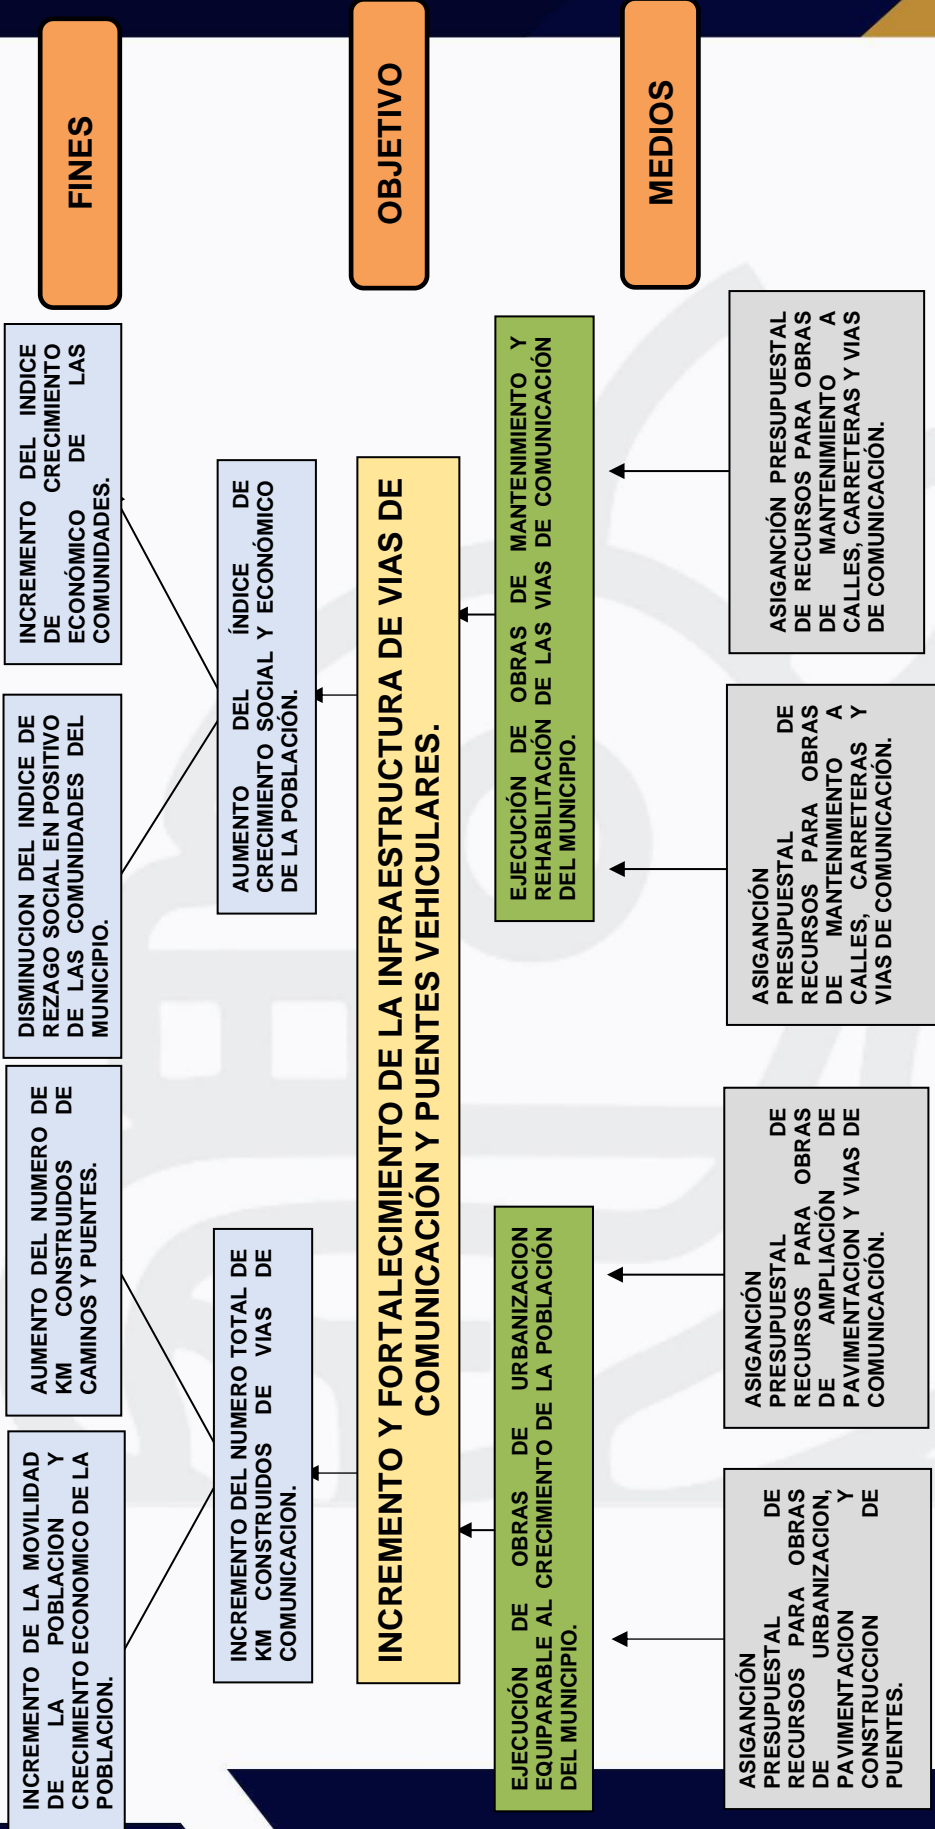 INCREMENTO DE LA MOVILIDAD
DE LA POBLACION Y
CRECIMIENTO ECONOMICO DE LA
POBLACION.
AUMENTO DEL NUMERO DE
KM CONSTRUIDOS DE
CAMINOS Y PUENTES.
DISMINUCION DEL INDICE DE
REZAGO SOCIAL EN POSITIVO
DE LAS COMUNIDADES DEL
MUNICIPIO.
INCREMENTO DEL INDICE
DE CRECIMIENTO
ECONÓMICO DE LAS
COMUNIDADES.
FINES
INCREMENTO DEL NUMERO TOTAL DE
KM CONSTRUIDOS DE VIAS DE
COMUNICACION.
AUMENTO DEL ÍNDICE DE
CRECIMIENTO SOCIAL Y ECONÓMICO
DE LA POBLACIÓN.
INCREMENTO Y FORTALECIMIENTO DE LA INFRAESTRUCTURA DE VIAS DE
COMUNICACIÓN Y PUENTES VEHICULARES.
OBJETIVO
EJECUCIÓN DE OBRAS DE URBANIZACION
EQUIPARABLE AL CRECIMIENTO DE LA POBLACIÓN
DEL MUNICIPIO.
EJECUCIÓN DE OBRAS DE MANTENIMIENTO Y
REHABILITACIÓN DE LAS VIAS DE COMUNICACIÓN
DEL MUNICIPIO.
MEDIOS
ASIGANCIÓN
PRESUPUESTAL DE
RECURSOS PARA OBRAS
DE URBANIZACION,
PAVIMENTACION Y
CONSTRUCCION DE
PUENTES.
ASIGANCIÓN
PRESUPUESTAL DE
RECURSOS PARA OBRAS
DE AMPLIACIÓN DE
PAVIMENTACION Y VIAS DE
COMUNICACIÓN.
ASIGANCIÓN
PRESUPUESTAL DE
RECURSOS PARA OBRAS
DE MANTENIMIENTO A
CALLES, CARRETERAS Y
VIAS DE COMUNICACIÓN.
ASIGANCIÓN PRESUPUESTAL
DE RECURSOS PARA OBRAS
DE MANTENIMIENTO A
CALLES, CARRETERAS Y VIAS
DE COMUNICACIÓN.